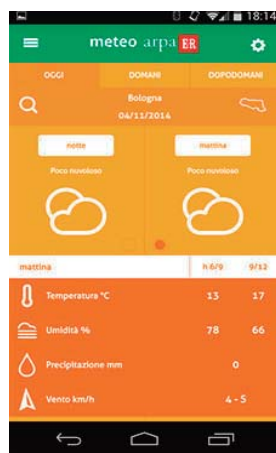 18:14
meteo arpa ER
OGGI DOMANI DOPODOMANI
Bologna
04/11/2014
notte mattina
Poco nuvoloso Poco nuvoloso
mattina h 6/9 9/12
Temperatura °C 13 17
Umidità % 78 66
Precipitazione mm 0
Vento km/h 4 - 5